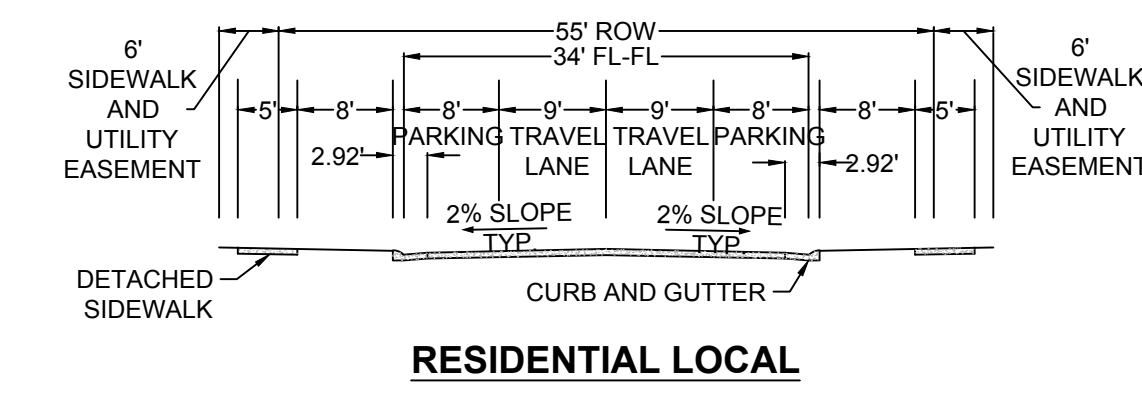 55' ROW
34' FL-FL
6'
SIDEWALK
AND
UTILITY
EASEMENT
5'
8'
8'
9'
9'
8'
8'
5'
PARKING
TRAVEL
LANE
TRAVEL
LANE
PARKING
2.92'
2.92'
6'
SIDEWALK
AND
UTILITY
EASEMENT
2% SLOPE
TYP.
2% SLOPE
TYP.
DETACHED
SIDEWALK
CURB AND GUTTER
RESIDENTIAL LOCAL